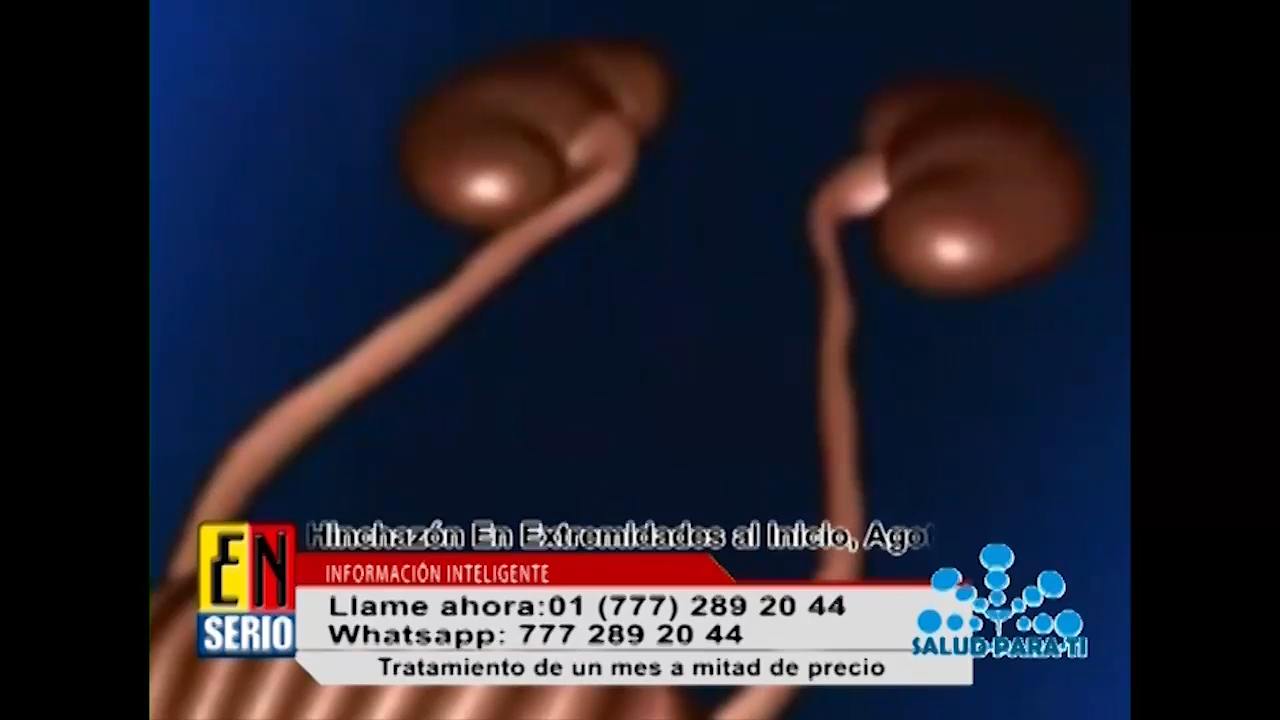 Hinchazón En Extremidades al Inicio, Ago
EN
SERIO
INFORMACIÓN INTELIGENTE
Llame ahora:01 (777) 289 20 44
Whatsapp: 777 289 20 44
Tratamiento de un mes a mitad de precio
SALUD·PARA·TI